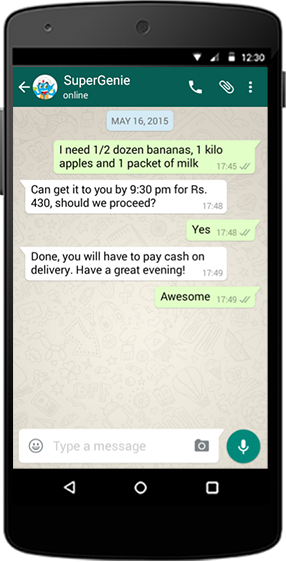 12:30
SuperGenie
online
MAY 16, 2015
I need 1/2 dozen bananas, 1 kilo
apples and 1 packet of milk
17:45
Can get it to you by 9:30 pm for Rs.
430, should we proceed?
17:48
Yes 17:48
Done, you will have to pay cash on
delivery. Have a great evening!
17:49
Awesome 17:49
Type a message